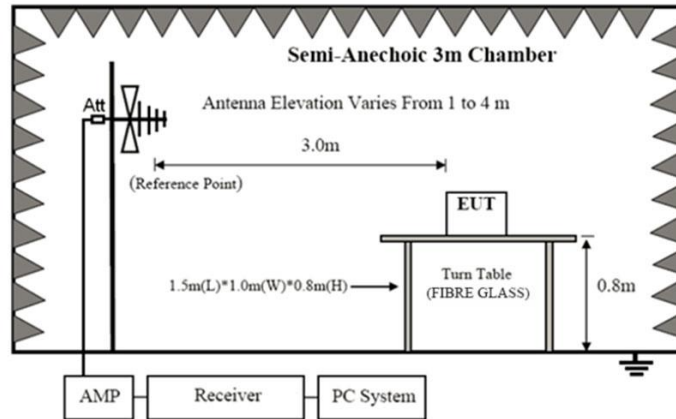 Semi-Anechoic 3m Chamber
Att
Antenna Elevation Varies From 1 to 4 m
3.0m
(Reference Point)
EUT
1.5m(L)*1.0m(W)*0.8m(H)
Turn Table
(FIBRE GLASS)
0.8m
AMP
Receiver
PC System